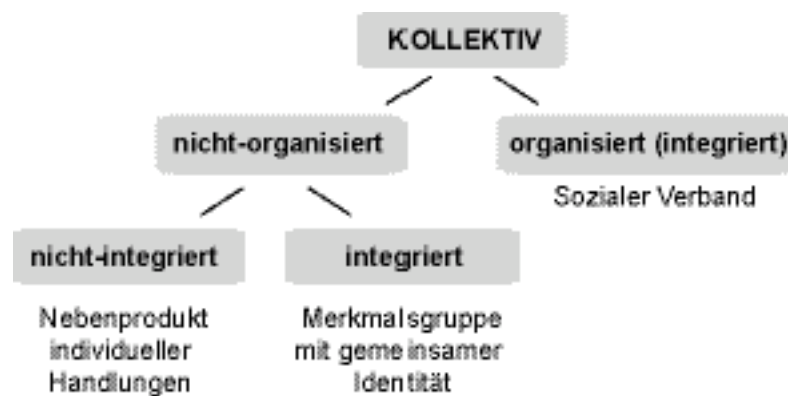 KOLLEKTIV
nicht-organisiert
organisiert (integriert)
Sozialer Verband
nicht-integriert
integriert
Nebenprodukt
individueller
Handlungen
Merkmalsgruppe
mit gemeinsamer
Identität